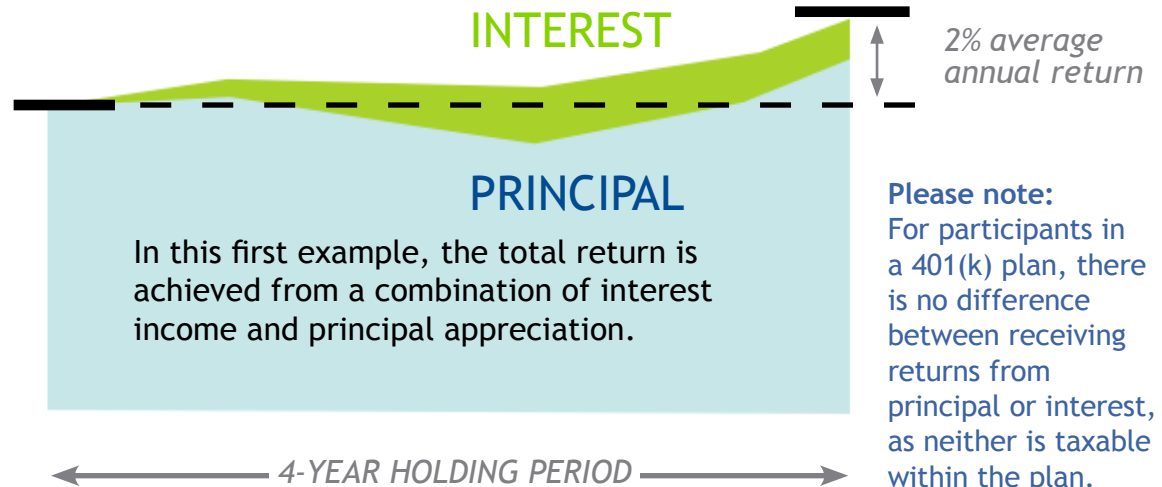 INTEREST
2% average
annual return
PRINCIPAL
In this first example, the total return is
achieved from a combination of interest
income and principal appreciation.
Please note:
For participants in
a 401(k) plan, there
is no difference
between receiving
returns from
principal or interest,
as neither is taxable
within the plan.
4-YEAR HOLDING PERIOD